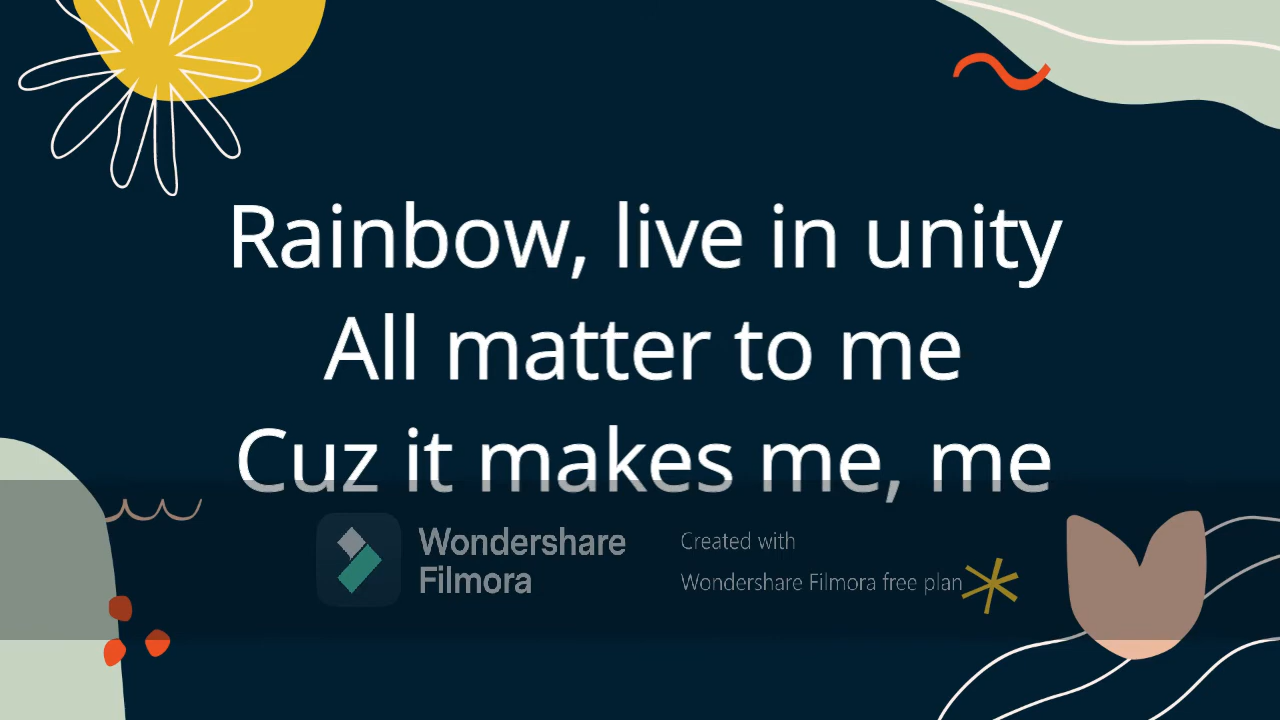 Rainbow, live in unity
All matter to me
Cuz it makes me, me
Wondershare
Filmora
Created with
Wondershare Filmora free plan